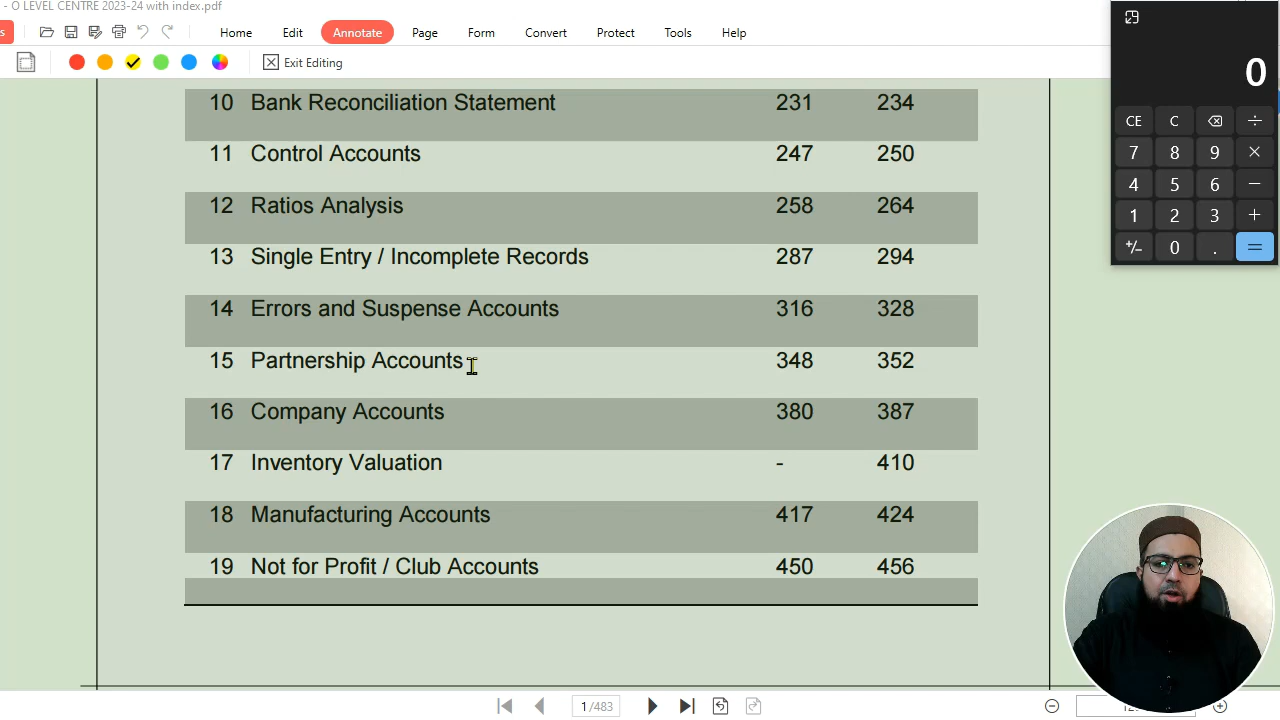 - O LEVEL CENTRE 2023-24 with index.pdf
Home Edit Annotate Page Form Convert Protect Tools Help
Exit Editing
10 Bank Reconciliation Statement 231 234
11 Control Accounts 247 250
12 Ratios Analysis 258 264
13 Single Entry / Incomplete Records 287 294
14 Errors and Suspense Accounts 316 328
15 Partnership Accounts 348 352
16 Company Accounts 380 387
17 Inventory Valuation - 410
18 Manufacturing Accounts 417 424
19 Not for Profit / Club Accounts 450 456
1 /483
0
CE C ÷
7 8 9 ×
4 5 6 −
1 2 3 +
+/− 0 . =